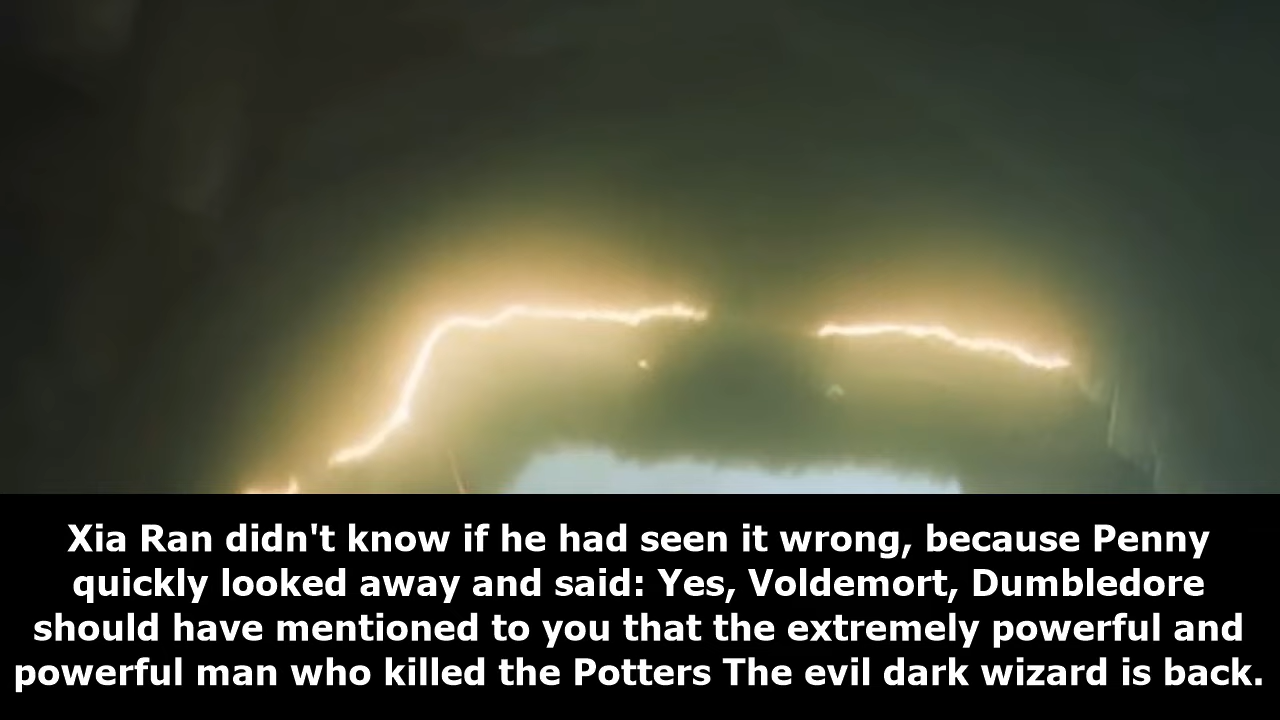 Xia Ran didn't know if he had seen it wrong, because Penny
quickly looked away and said: Yes, Voldemort, Dumbledore
should have mentioned to you that the extremely powerful and
powerful man who killed the Potters The evil dark wizard is back.